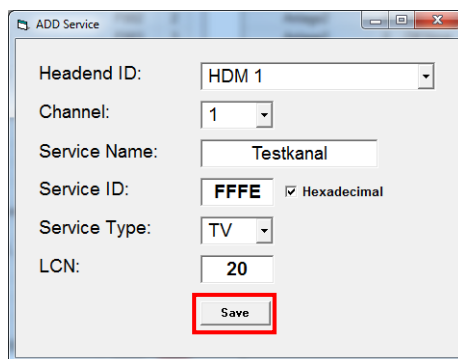 ADD Service
Headend ID: HDM 1
Channel: 1
Service Name: Testkanal
Service ID: FFFE Hexadecimal
Service Type: TV
LCN: 20
Save